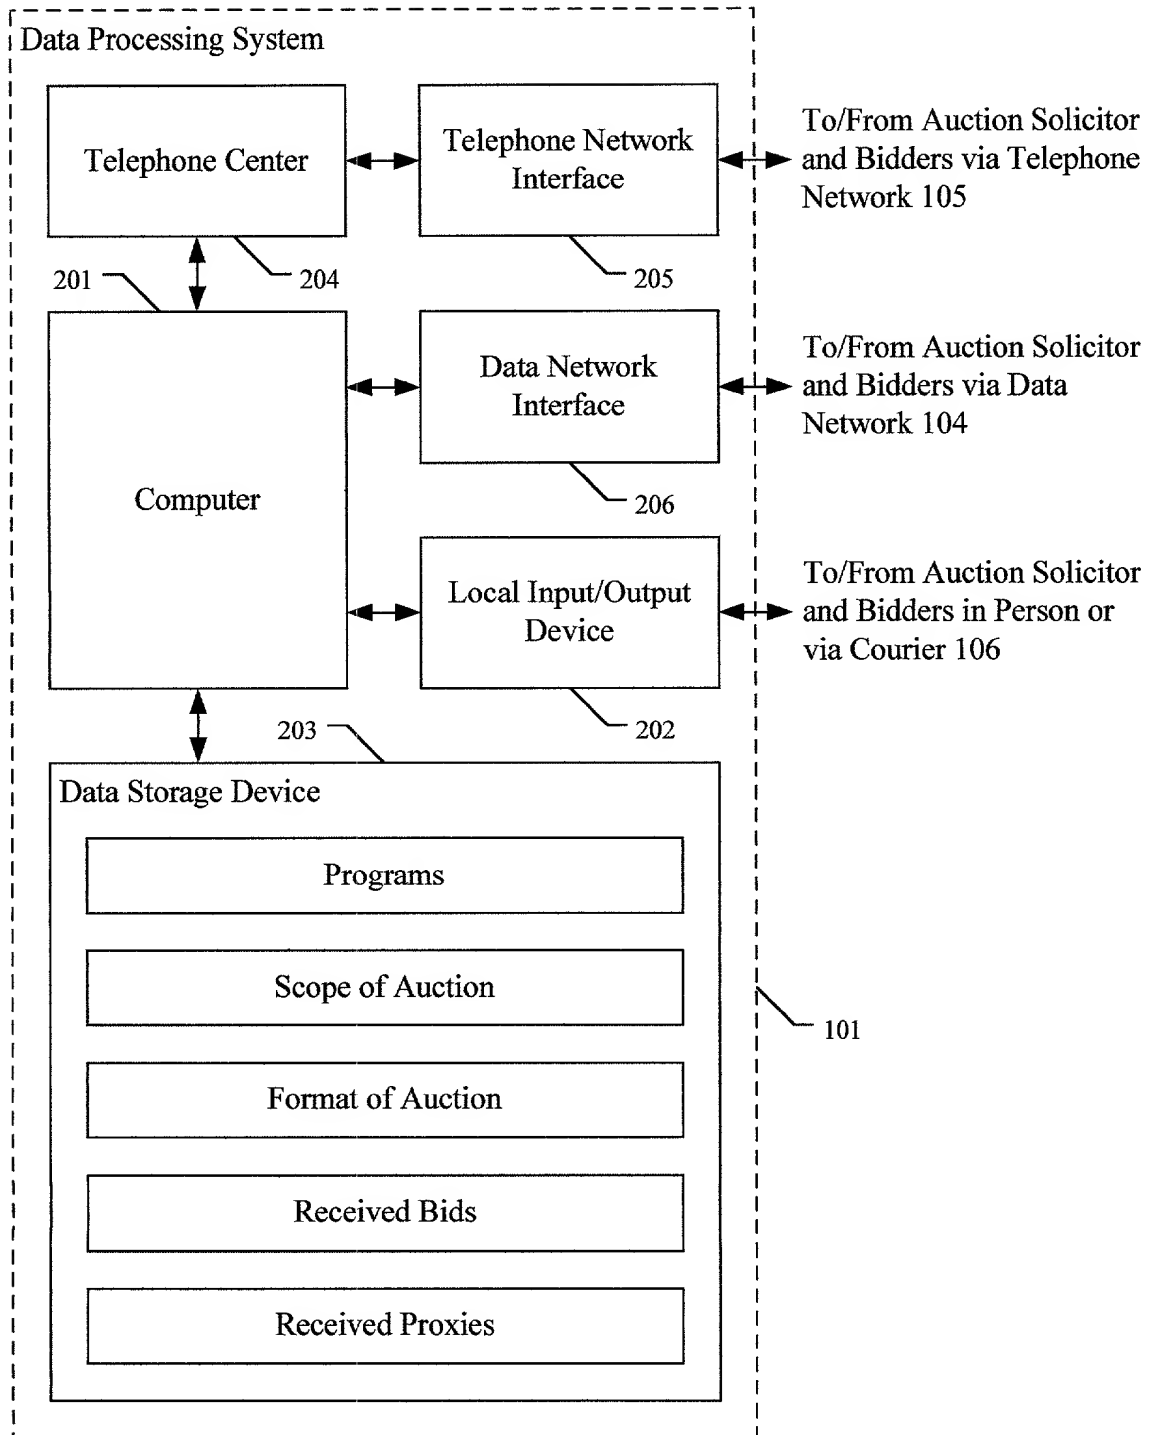 Data Processing System
Telephone Center
Telephone Network
Interface
To/From Auction Solicitor
and Bidders via Telephone
Network 105
201
204
205
Computer
Data Network
Interface
To/From Auction Solicitor
and Bidders via Data
Network 104
206
Local Input/Output
Device
To/From Auction Solicitor
and Bidders in Person or
via Courier 106
203
202
Data Storage Device
Programs
Scope of Auction
101
Format of Auction
Received Bids
Received Proxies